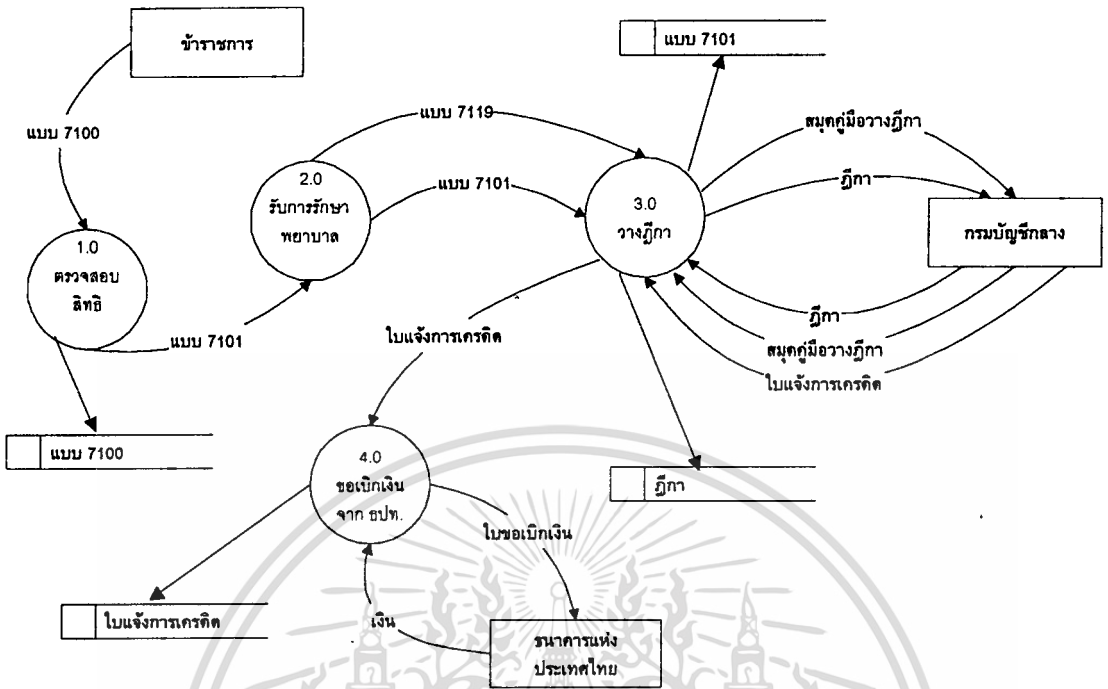 ข้าราชการ
แบบ 7101
แบบ 7100
แบบ 7119
สมุดคู่มือวางฎีกา
2.0
รับการรักษา
พยาบาล
แบบ 7101
3.0
วางฎีกา
ฎีกา
กรมบัญชีกลาง
1.0
ตรวจสอบ
สิทธิ
แบบ 7101
ใบแจ้งการเครดิต
ฎีกา
สมุดคู่มือวางฎีกา
ใบแจ้งการเครดิต
แบบ 7100
4.0
ขอเบิกเงิน
จาก ธปท.
ฎีกา
ใบขอเบิกเงิน
ใบแจ้งการเครดิต
เงิน
ธนาคารแห่ง
ประเทศไทย